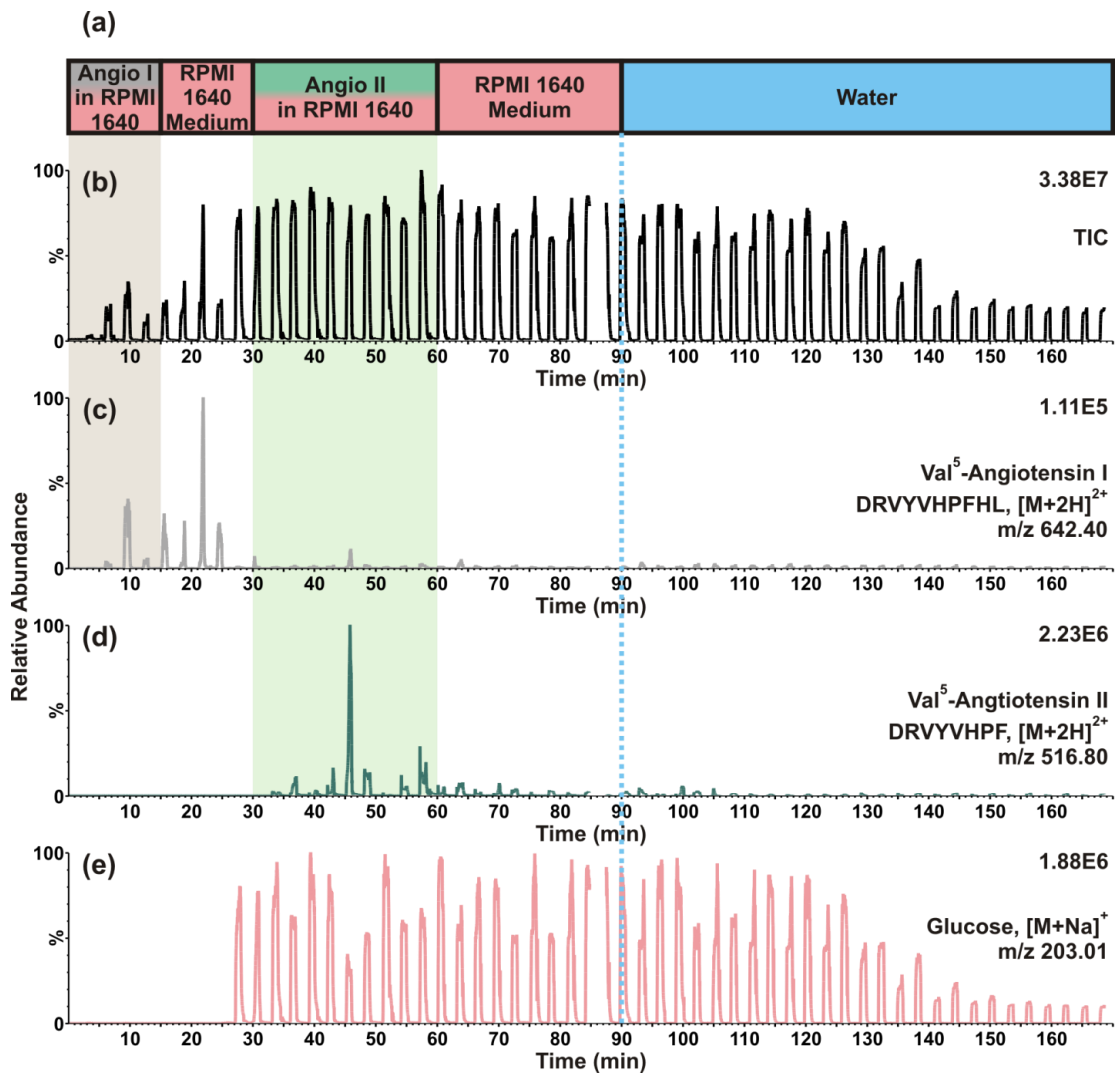 (a)
Angio I
in RPMI
1640
RPMI
1640
Medium
Angio II
in RPMI 1640
RPMI 1640
Medium
Water
(b)
100
%
0
3.38E7
TIC
10 20 30 40 50 60 70 80 90 100 110 120 130 140 150 160
Time (min)
(c)
100
%
0
1.11E5
Val5-Angiotensin I
DRVYVHPFHL, [M+2H]2+
m/z 642.40
10 20 30 40 50 60 70 80 90 100 110 120 130 140 150 160
Time (min)
Relative Abundance
(d)
100
%
0
2.23E6
Val5-Angtiotensin II
DRVYVHPF, [M+2H]2+
m/z 516.80
10 20 30 40 50 60 70 80 90 100 110 120 130 140 150 160
Time (min)
(e)
100
%
0
1.88E6
Glucose, [M+Na]+
m/z 203.01
10 20 30 40 50 60 70 80 90 100 110 120 130 140 150 160
Time (min)